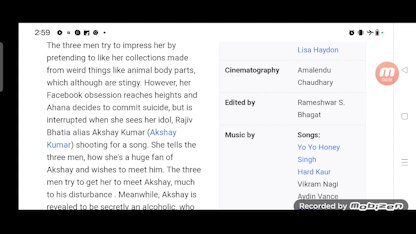 2:59
The three men try to impress her by
pretending to like her collections made
from weird things like animal body parts,
which although are stingy. However, her
Facebook obsession reaches heights and
Ahana decides to commit suicide, but is
interrupted when she sees her idol, Rajiv
Bhatia alias Akshay Kumar (Akshay
Kumar) shooting for a song. She tells the
three men, how she's a huge fan of
Akshay and wishes to meet him. The three
men try to get her to meet Akshay, much
to his disturbance . Meanwhile, Akshay is
revealed to be secretly an alcoholic, who
Lisa Haydon
Cinematography
Amalendu
Chaudhary
Edited by
Rameshwar S.
Bhagat
Music by
Songs:
Yo Yo Honey
Singh
Hard Kaur
Vikram Nagi
Aydin Vance
M
Recorded by Mobizen